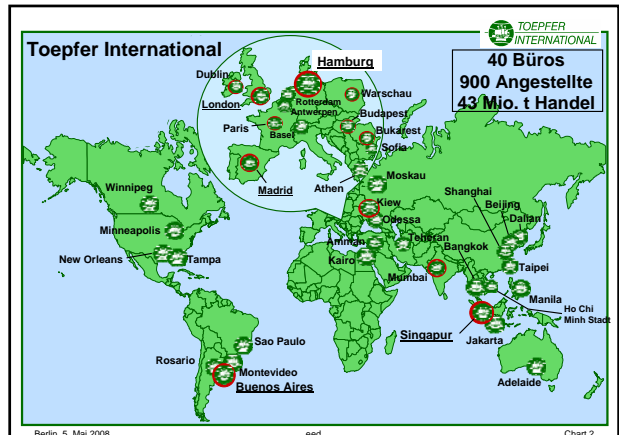 TOEPFER
INTERNATIONAL
Toepfer International
40 Büros
900 Angestellte
43 Mio. t Handel
Hamburg
Dublin
London
Rotterdam
Antwerpen
Warschau
Budapest
Paris
Basel
Bukarest
Sofia
Madrid
Athen
Moskau
Kiew
Odessa
Shanghai
Beijing
Dalian
Winnipeg
Minneapolis
New Orleans
Tampa
Amman
Teheran
Kairo
Bangkok
Mumbai
Taipei
Manila
Ho Chi
Minh Stadt
Singapur
Jakarta
Sao Paulo
Rosario
Montevideo
Buenos Aires
Adelaide
Berlin, 5. Mai 2008
eed
Chart 2